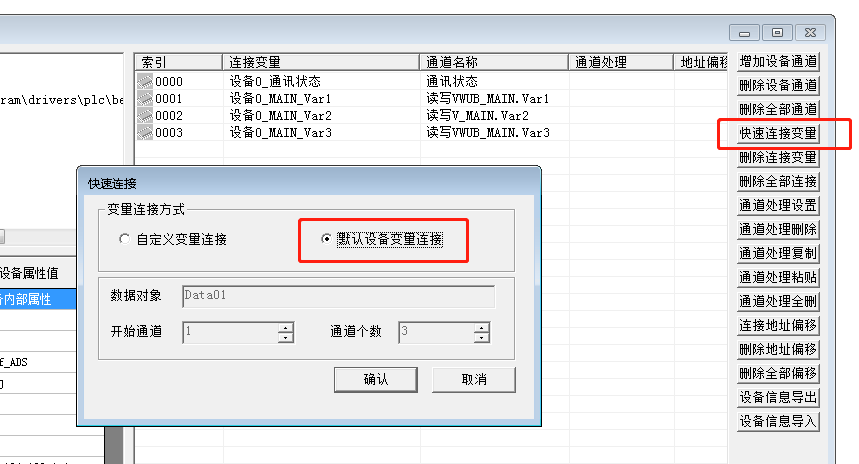 索引 连接变量 通道名称 通道处理 地址偏移
0000 设备0_通讯状态 通讯状态
0001 设备0_MAIN_Var1 读写VWUB_MAIN.Var1
0002 设备0_MAIN_Var2 读写V_MAIN.Var2
0003 设备0_MAIN_Var3 读写VWUB_MAIN.Var3
ram\drivers\plc\be
设备属性值
内部属性
f_ADS
增加设备通道
删除设备通道
删除全部通道
快速连接变量
删除连接变量
删除全部连接
通道处理设置
通道处理删除
通道处理复制
通道处理粘贴
通道处理全删
连接地址偏移
删除地址偏移
删除全部偏移
设备信息导出
设备信息导入
快速连接
变量连接方式
自定义变量连接 默认设备变量连接
数据对象 Data01
开始通道 1 通道个数 3
确认 取消